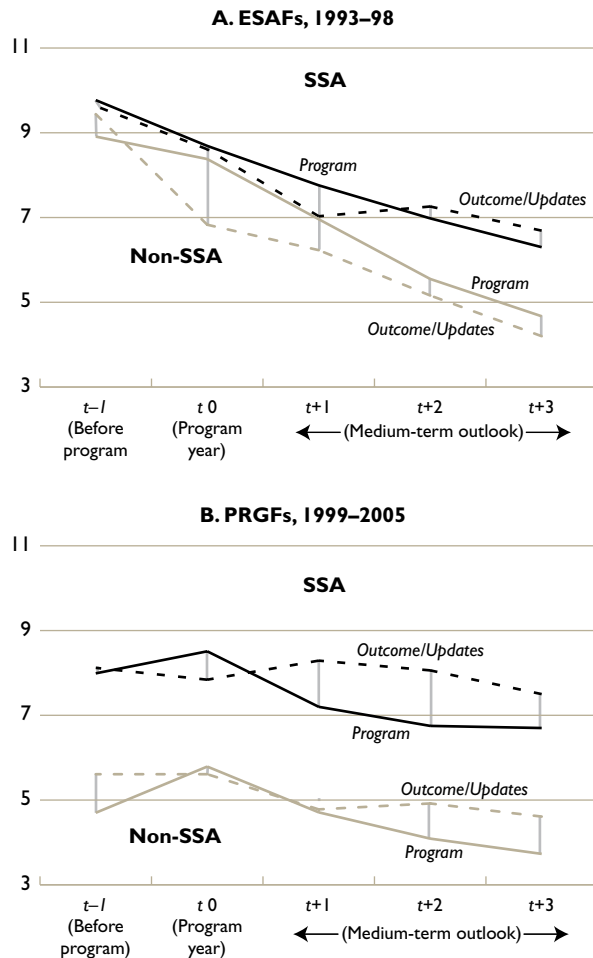 A. ESAFs, 1993–98
11
SSA
9
Program
Outcome/Updates
7
Non-SSA
Program
5
Outcome/Updates
3
t–1 t 0 t+1 t+2 t+3
(Before (Program (Medium-term outlook)
program year)
B. PRGFs, 1999–2005
11
SSA
9
Outcome/Updates
7
Program
5
Outcome/Updates
Non-SSA
Program
3
t–1 t 0 t+1 t+2 t+3
(Before (Program (Medium-term outlook)
program) year)